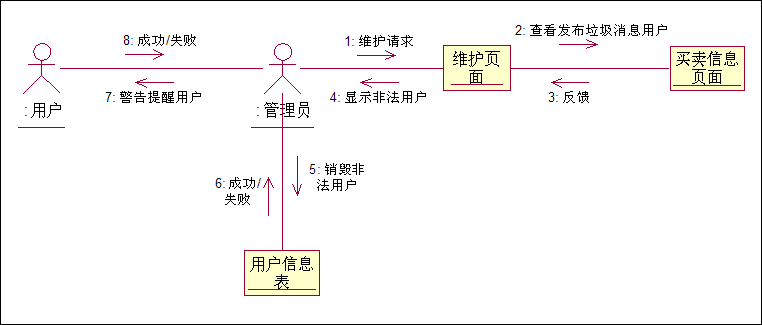 8: 成功/失败
1: 维护请求
2: 查看发布垃圾消息用户
维护页
面
买卖信息
页面
7: 警告提醒用户
4: 显示非法用户
3: 反馈
: 用户
: 管理员
5: 销毁非
法用户
6: 成功/
失败
用户信息
表